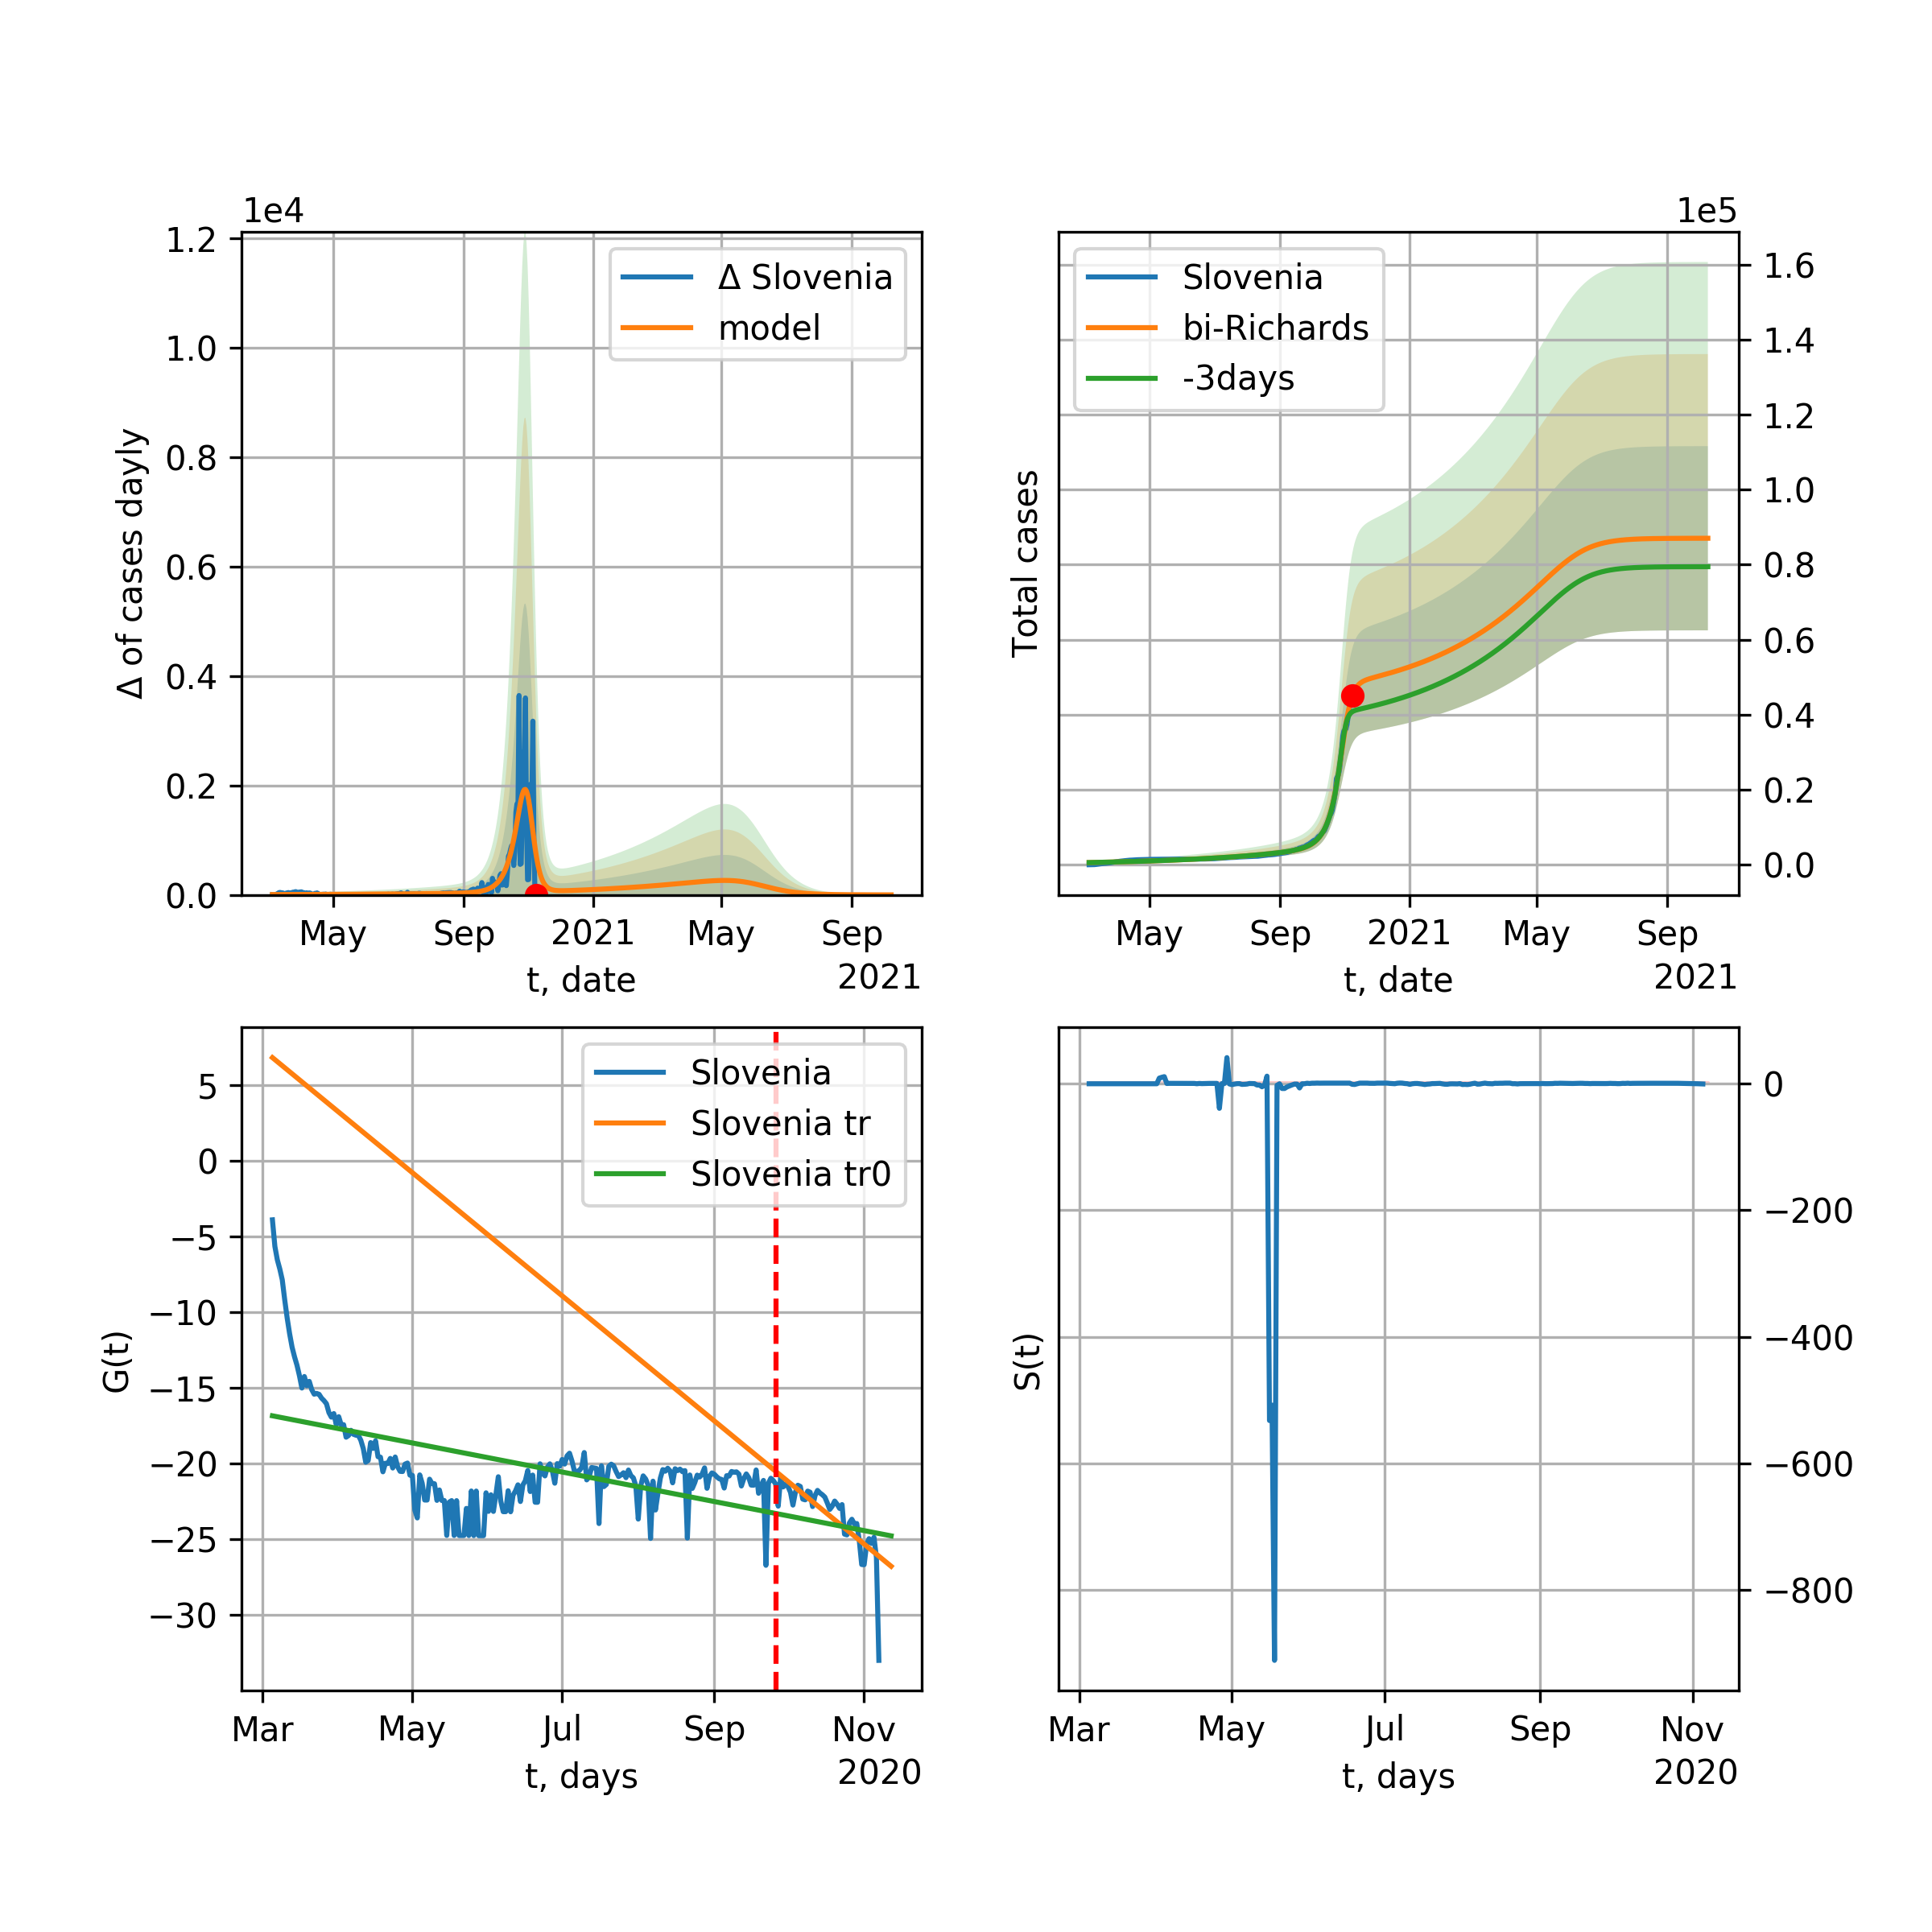 1e4
1.2
1.0
0.8
0.6
0.4
0.2
0.0
Δ of cases dayly
Δ Slovenia
model
May
Sep
2021
May
Sep
t, date
2021
1e5
Total cases
Slovenia
bi-Richards
-3days
1.6
1.4
1.2
1.0
0.8
0.6
0.4
0.2
0.0
May
Sep
2021
May
Sep
t, date
2021
5
0
−5
−10
−15
−20
−25
−30
G(t)
Slovenia
Slovenia tr
Slovenia tr0
Mar
May
Jul
Sep
Nov
t, days
2020
S(t)
0
−200
−400
−600
−800
Mar
May
Jul
Sep
Nov
t, days
2020